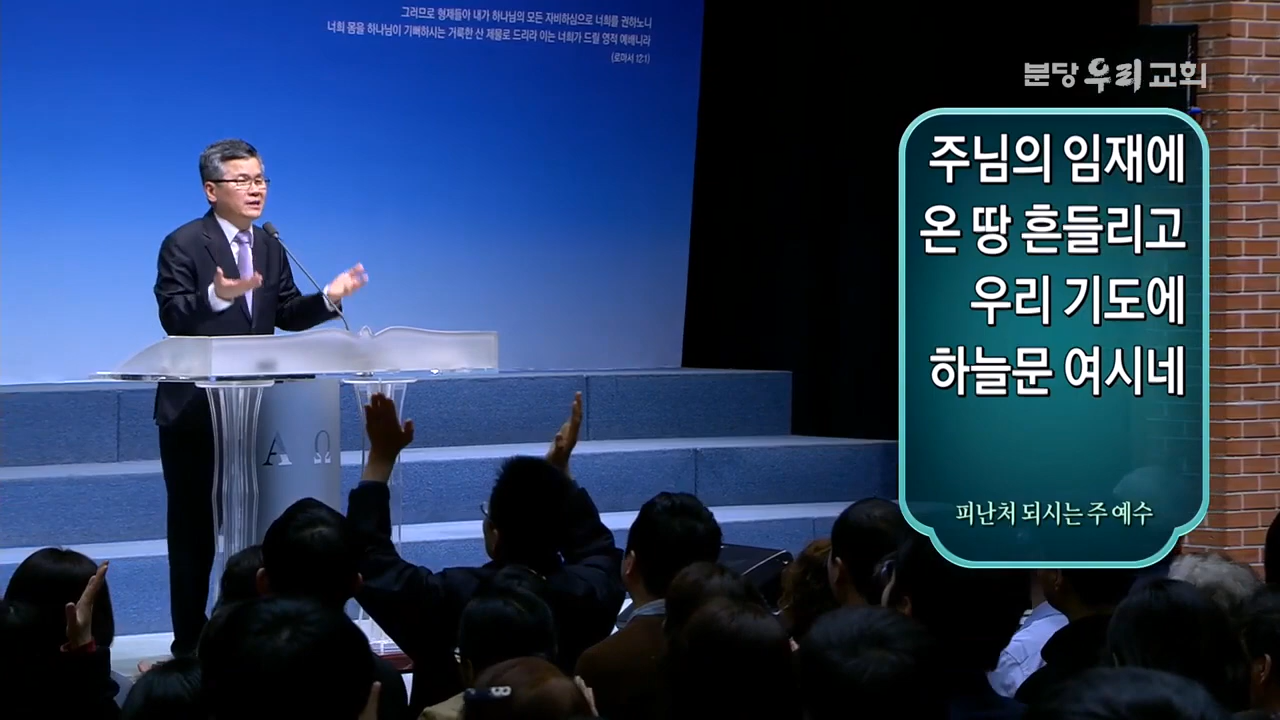 그러므로 형제들아 내가 하나님의 모든 자비하심으로 너희를 권하노니
너희 몸을 하나님이 기뻐하시는 거룩한 산 제물로 드리라 이는 너희가 드릴 영적 예배니라
(로마서 12:1)
분당 우리 교회
주님의 임재에
온 땅 흔들리고
우리 기도에
하늘문 여시네
피난처 되시는 주 예수
Α Ω